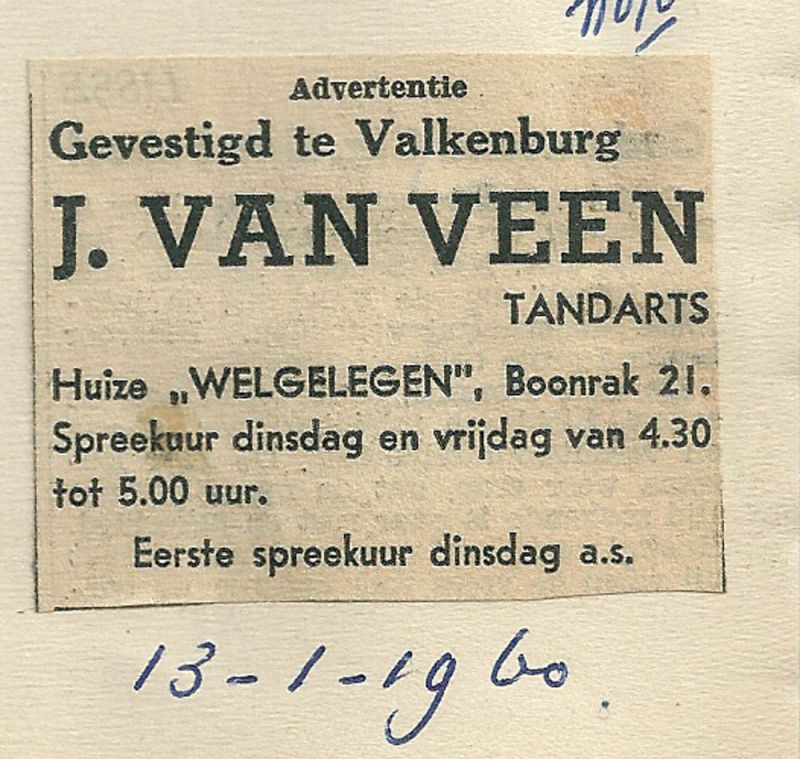 Advertentie
Gevestigd te Valkenburg
J. VAN VEEN
TANDARTS
Huize „WELGELEGEN”, Boonrak 21.
Spreekuur dinsdag en vrijdag van 4.30
tot 5.00 uur.
Eerste spreekuur dinsdag a.s.
13-1-1960.